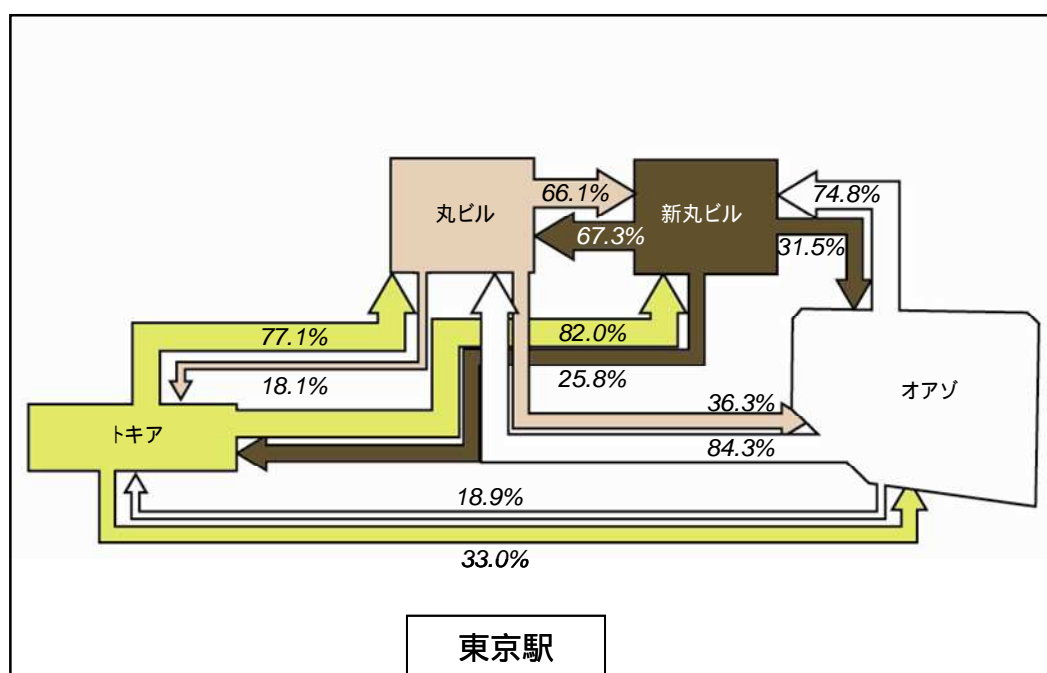 66.1%
74.8%
丸ビル
新丸ビル
67.3%
31.5%
77.1%
82.0%
18.1%
25.8%
オアゾ
36.3%
トキア
84.3%
18.9%
33.0%
東京駅